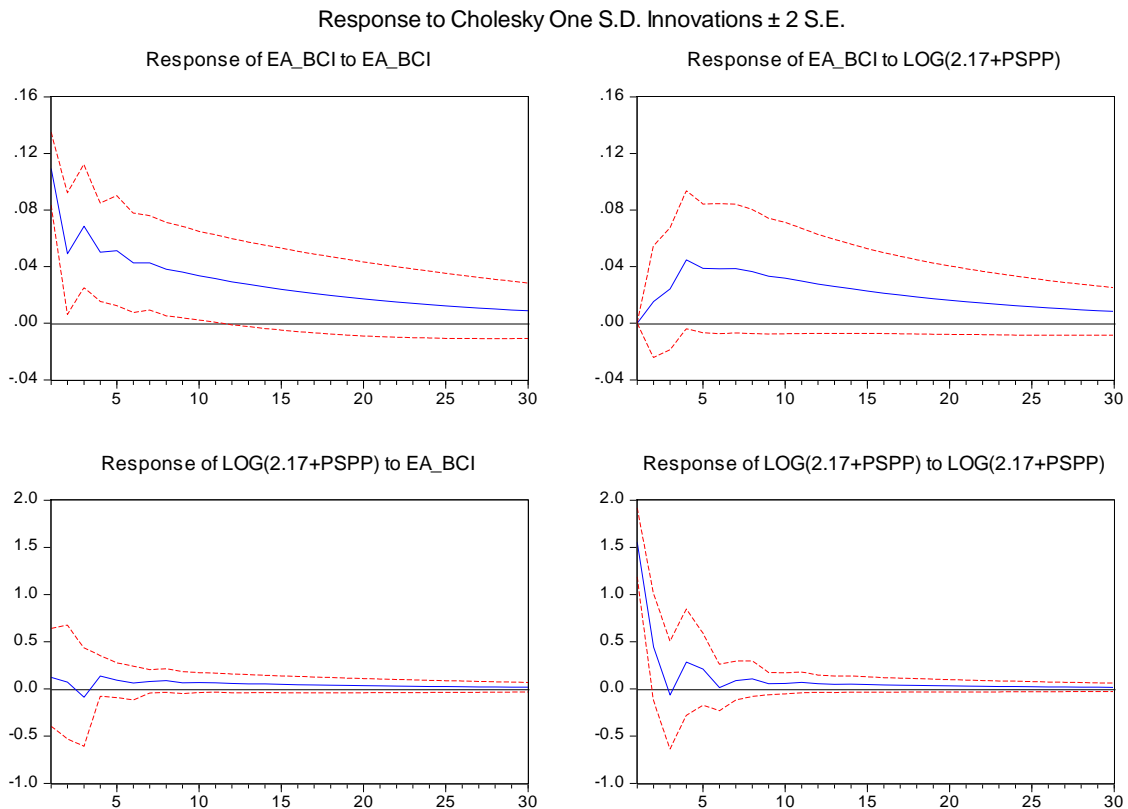 Response to Cholesky One S.D. Innovations ± 2 S.E.
Response of EA_BCI to EA_BCI
.16
.12
.08
.04
.00
-.04
5 10 15 20 25 30
Response of EA_BCI to LOG(2.17+PSPP)
.16
.12
.08
.04
.00
-.04
5 10 15 20 25 30
Response of LOG(2.17+PSPP) to EA_BCI
2.0
1.5
1.0
0.5
0.0
-0.5
-1.0
5 10 15 20 25 30
Response of LOG(2.17+PSPP) to LOG(2.17+PSPP)
2.0
1.5
1.0
0.5
0.0
-0.5
-1.0
5 10 15 20 25 30